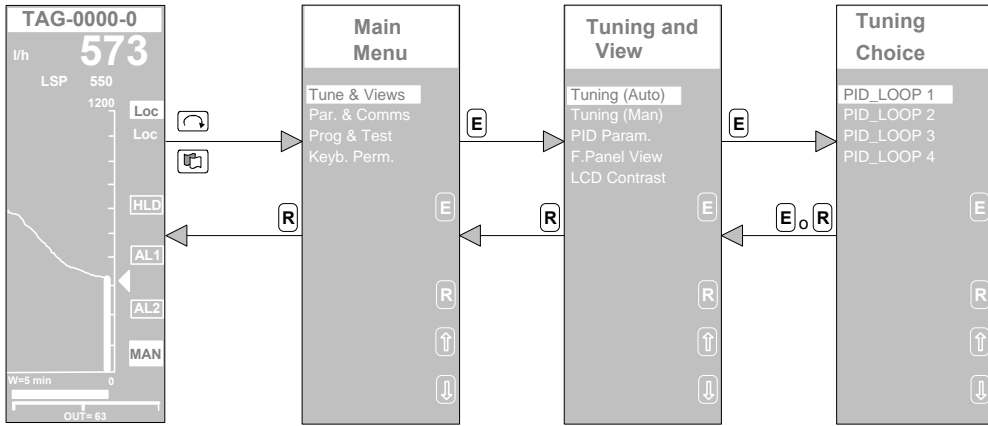 TAG-0000-0
l/h 573
LSP 550
1200
Loc
Loc
HLD
AL1
AL2
MAN
W=5 min 0
OUT= 63
R
Main
Menu
Tune & Views
Par. & Comms
Prog & Test
Keyb. Perm.
E
R
E
R
Tuning and
View
Tuning (Auto)
Tuning (Man)
PID Param.
F.Panel View
LCD Contrast
E
R
E
E o R
Tuning
Choice
PID_LOOP 1
PID_LOOP 2
PID_LOOP 3
PID_LOOP 4
E
R